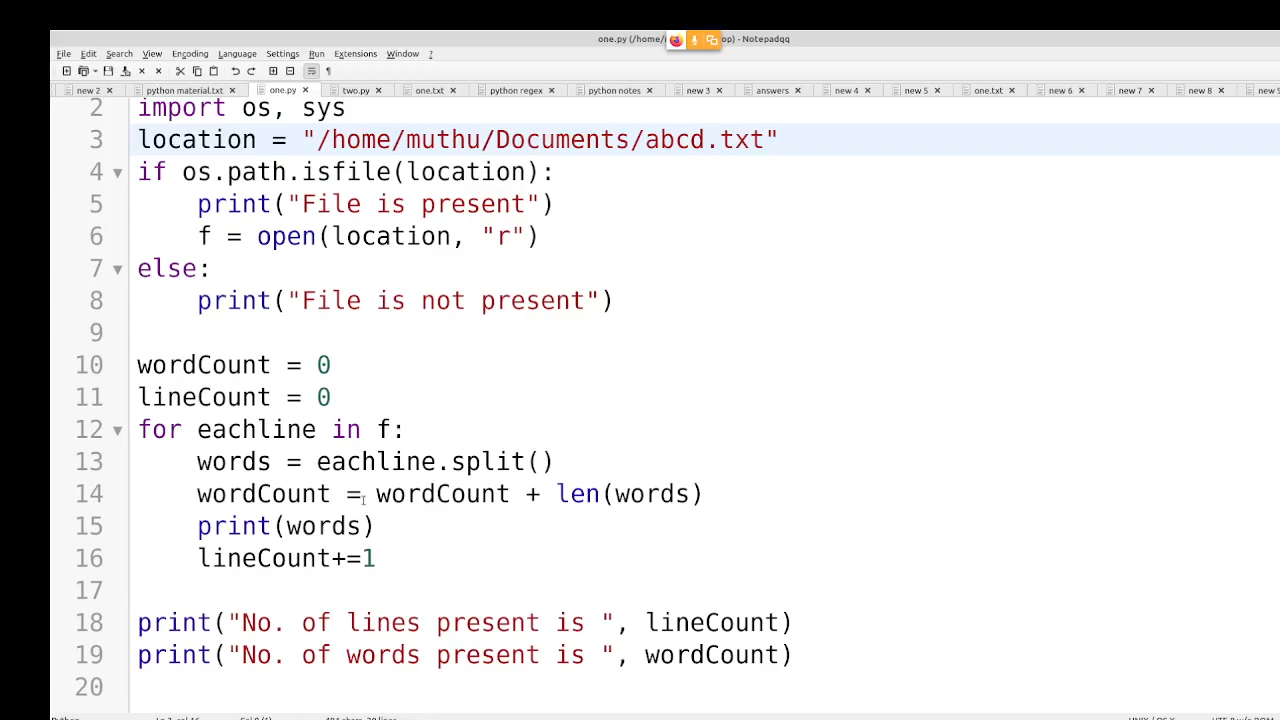 one.py (/home/ op) - Notepadqq
File Edit Search View Encoding Language Settings Run Extensions Window ?
new 2 python material.txt one.py two.py one.txt python regex python notes new 3 answers new 4 new 5 one.txt new 6 new 7 new 8 new 9
2 import os, sys
3 location = "/home/muthu/Documents/abcd.txt"
4 if os.path.isfile(location):
5 print("File is present")
6 f = open(location, "r")
7 else:
8 print("File is not present")
9
10 wordCount = 0
11 lineCount = 0
12 for eachline in f:
13 words = eachline.split()
14 wordCount = wordCount + len(words)
15 print(words)
16 lineCount+=1
17
18 print("No. of lines present is ", lineCount)
19 print("No. of words present is ", wordCount)
20